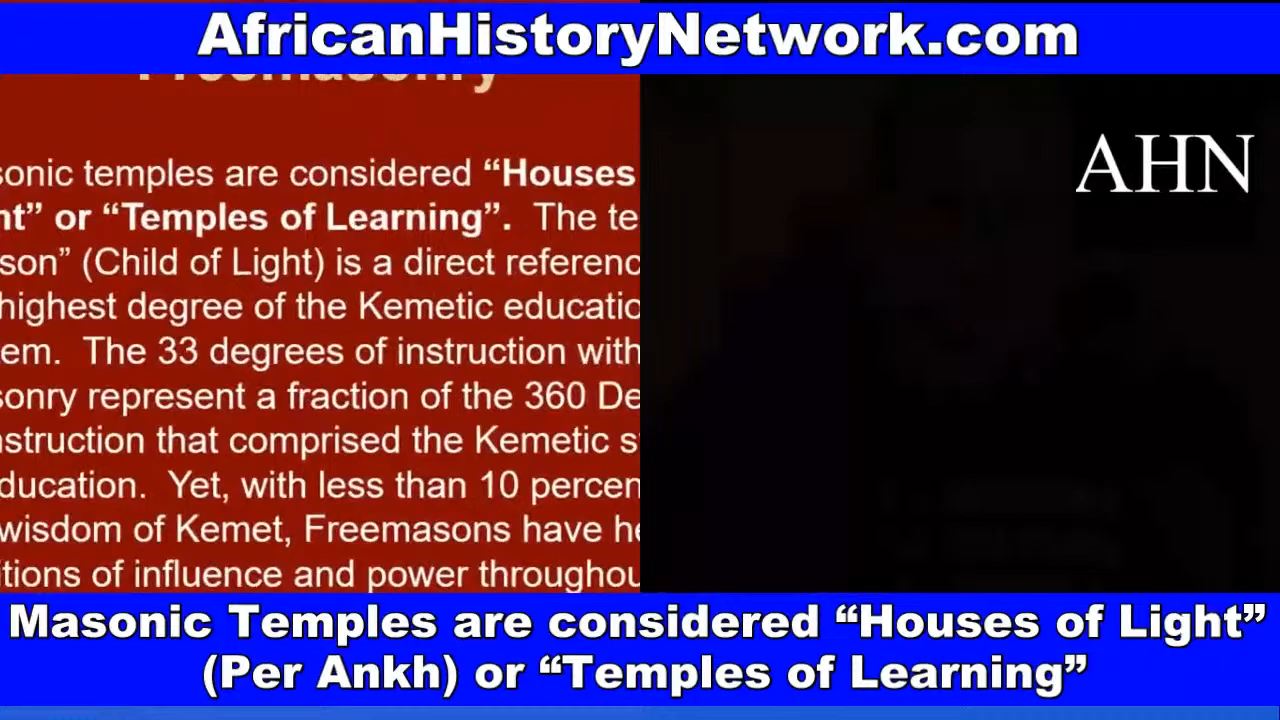 AfricanHistoryNetwork.com
Freemasonry
AHN
sonic temples are considered “Houses
nt” or “Temples of Learning”. The te
son” (Child of Light) is a direct referenc
highest degree of the Kemetic educatio
em. The 33 degrees of instruction with
sonry represent a fraction of the 360 De
nstruction that comprised the Kemetic s
ducation. Yet, with less than 10 percen
wisdom of Kemet, Freemasons have he
itions of influence and power throughou
Masonic Temples are considered “Houses of Light”
(Per Ankh) or “Temples of Learning”